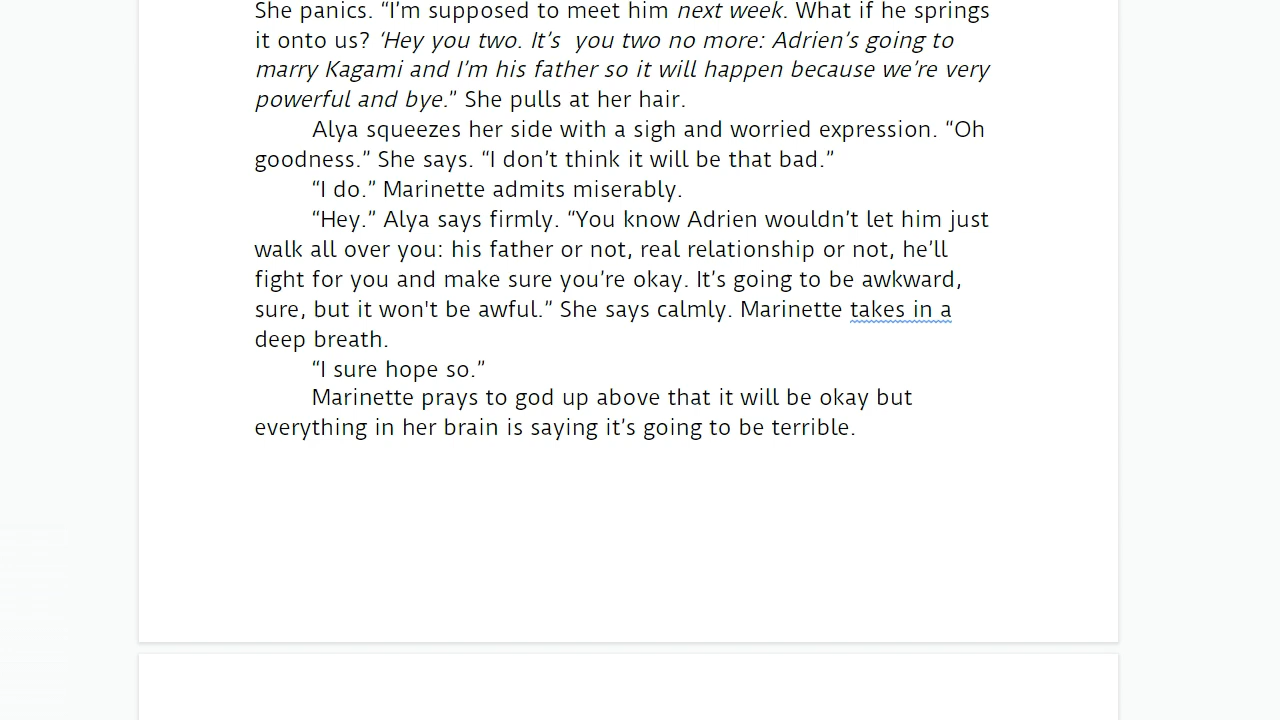 She panics. “I’m supposed to meet him next week. What if he springs
it onto us? ‘Hey you two. It’s  you two no more: Adrien’s going to
marry Kagami and I’m his father so it will happen because we’re very
powerful and bye.” She pulls at her hair.
Alya squeezes her side with a sigh and worried expression. “Oh
goodness.” She says. “I don’t think it will be that bad.”
“I do.” Marinette admits miserably.
“Hey.” Alya says firmly. “You know Adrien wouldn’t let him just
walk all over you: his father or not, real relationship or not, he’ll
fight for you and make sure you’re okay. It’s going to be awkward,
sure, but it won't be awful.” She says calmly. Marinette takes in a
deep breath.
“I sure hope so.”
Marinette prays to god up above that it will be okay but
everything in her brain is saying it’s going to be terrible.